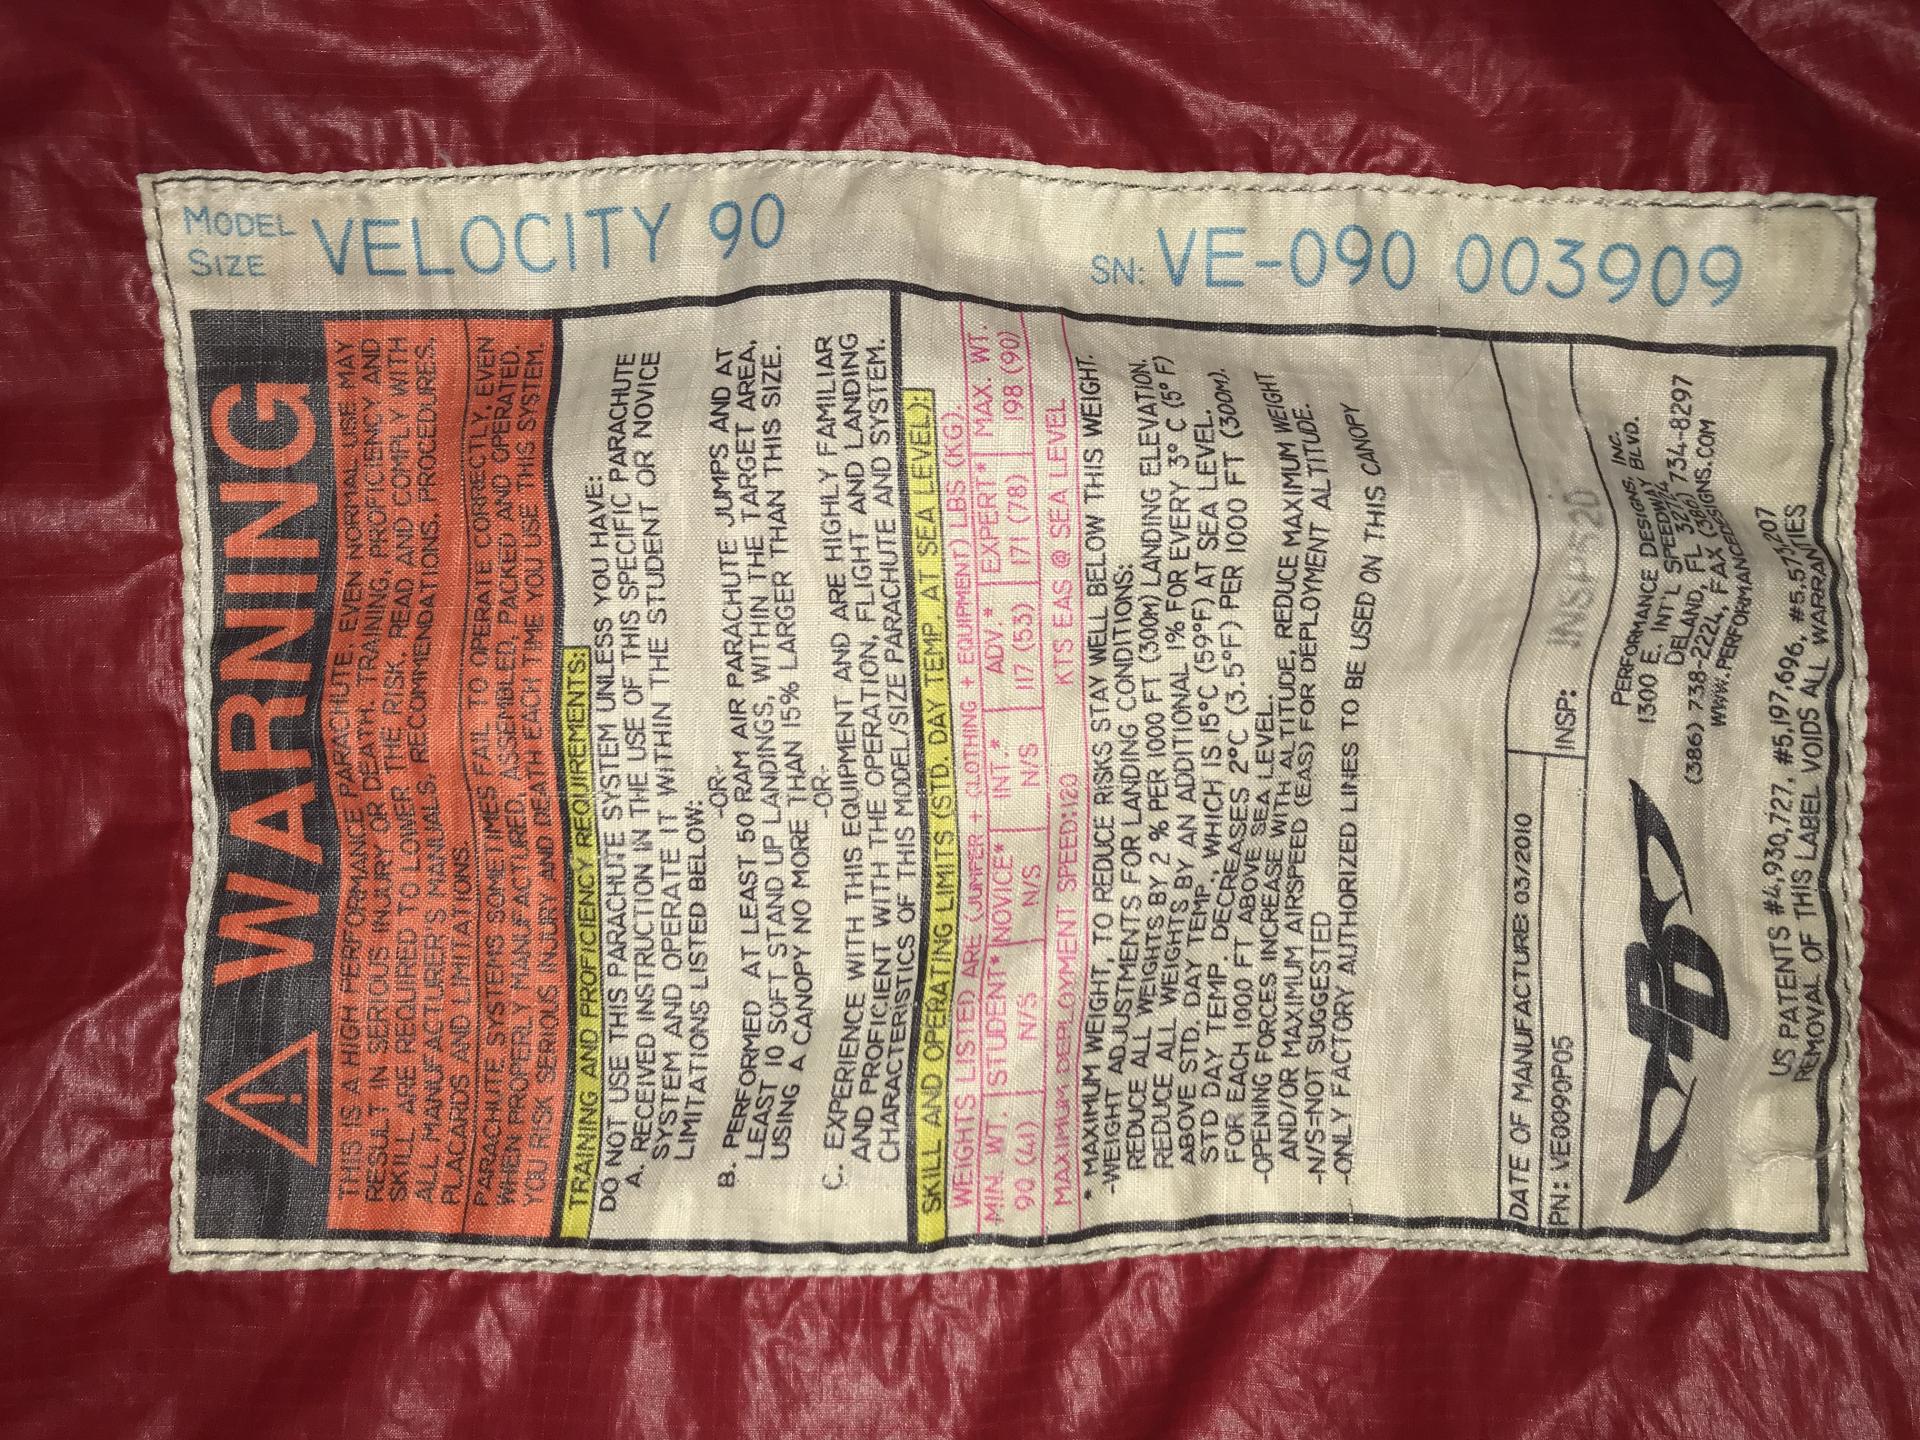 MODEL
SIZE
VELOCITY 90
SN: VE-090 003909
WARNING
THIS IS A HIGH PERFORMANCE PARACHUTE. EVEN NORMAL USE MAY
RESULT IN SERIOUS INJURY OR DEATH. TRAINING, PROFICIENCY AND
SKILL ARE REQUIRED TO LOWER THE RISK. READ AND COMPLY WITH
ALL MANUFACTURER'S MANUALS, RECOMMENDATIONS, PROCEDURES,
PLACARDS AND LIMITATIONS.
PARACHUTE SYSTEMS SOMETIMES FAIL TO OPERATE CORRECTLY, EVEN
WHEN PROPERLY MANUFACTURED, ASSEMBLED, PACKED AND OPERATED.
YOU RISK SERIOUS INJURY AND DEATH EACH TIME YOU USE THIS SYSTEM.
TRAINING AND PROFICIENCY REQUIREMENTS:
DO NOT USE THIS PARACHUTE SYSTEM UNLESS YOU HAVE:
A. RECEIVED INSTRUCTION IN THE USE OF THIS SPECIFIC PARACHUTE
SYSTEM AND OPERATE IT WITHIN THE STUDENT OR NOVICE
LIMITATIONS LISTED BELOW:
-OR-
B. PERFORMED AT LEAST 50 RAM AIR PARACHUTE JUMPS AND AT
LEAST 10 SOFT STAND UP LANDINGS, WITHIN THE TARGET AREA,
USING A CANOPY NO MORE THAN 15% LARGER THAN THIS SIZE.
-OR-
C. EXPERIENCE WITH THIS EQUIPMENT AND ARE HIGHLY FAMILIAR
AND PROFICIENT WITH THE OPERATION, FLIGHT AND LANDING
CHARACTERISTICS OF THIS MODEL/SIZE PARACHUTE AND SYSTEM.
SKILL AND OPERATING LIMITS (STD. DAY TEMP. AT SEA LEVEL):
WEIGHTS LISTED ARE (JUMPER + CLOTHING + EQUIPMENT) LBS (KG).
MIN. WT. STUDENT* NOVICE* INT.* ADV.* EXPERT* MAX. WT.
90 (41) N/S N/S N/S 117 (53) 171 (78) 198 (90)
MAXIMUM DEPLOYMENT SPEED: 120 KTS EAS @ SEA LEVEL
* MAXIMUM WEIGHT, TO REDUCE RISKS STAY WELL BELOW THIS WEIGHT.
-WEIGHT ADJUSTMENTS FOR LANDING CONDITIONS:
REDUCE ALL WEIGHTS BY 2 % PER 1000 FT (300M) LANDING ELEVATION.
REDUCE ALL WEIGHTS BY AN ADDITIONAL 1% FOR EVERY 3° C (5° F)
ABOVE STD. DAY TEMP., WHICH IS 15°C (59°F) AT SEA LEVEL.
STD DAY TEMP. DECREASES 2°C (3.5°F) PER 1000 FT (300M).
FOR EACH 1000 FT ABOVE SEA LEVEL.
-OPENING FORCES INCREASE WITH ALTITUDE, REDUCE MAXIMUM WEIGHT
AND/OR MAXIMUM AIRSPEED (EAS) FOR DEPLOYMENT ALTITUDE.
-N/S=NOT SUGGESTED
-ONLY FACTORY AUTHORIZED LINES TO BE USED ON THIS CANOPY
DATE OF MANUFACTURE: 03/2010
PN: VE0090P05
INSP: INSP520
PD
PERFORMANCE DESIGNS, INC.
1300 E. INT'L SPEEDWAY BLVD.
DELAND, FL
(386) 738-2224, FAX (386) 734-8297
WWW.PERFORMANCEDESIGNS.COM
US PATENTS #4,930,727, #5,197,696, #5,573,207
REMOVAL OF THIS LABEL VOIDS ALL WARRANTIES